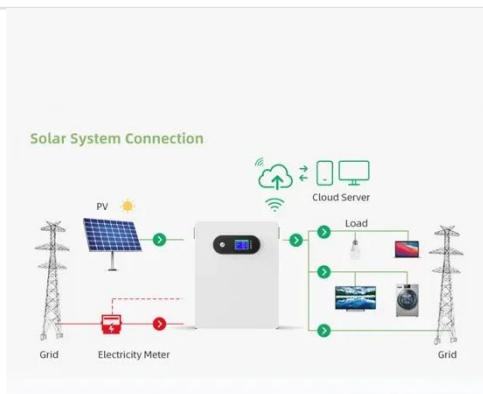 Solar System Connection
Cloud Server
PV
Load
Grid
Electricity Meter
Grid